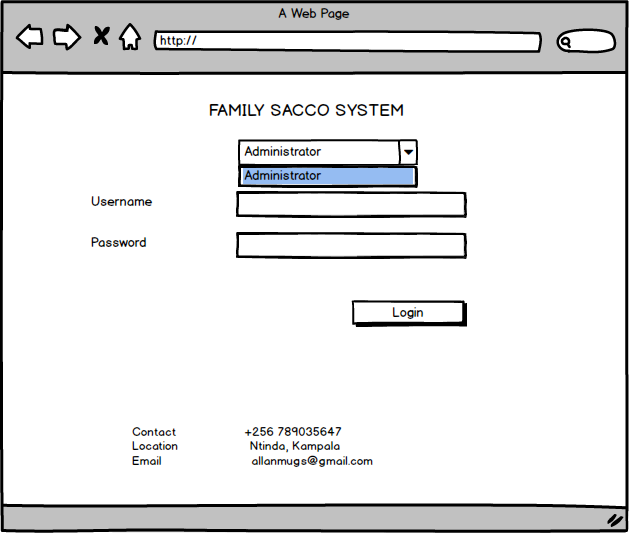 A Web Page
http://
FAMILY SACCO SYSTEM
Administrator
Administrator
Username
Password
Login
Contact +256 789035647
Location Ntinda, Kampala
Email allanmugs@gmail.com